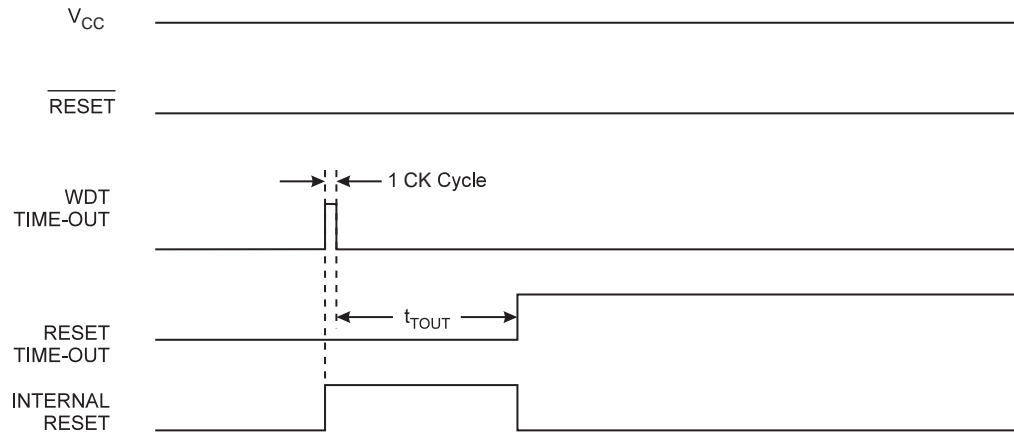 VCC
RESET
1 CK Cycle
WDT
TIME-OUT
tTOUT
RESET
TIME-OUT
INTERNAL
RESET